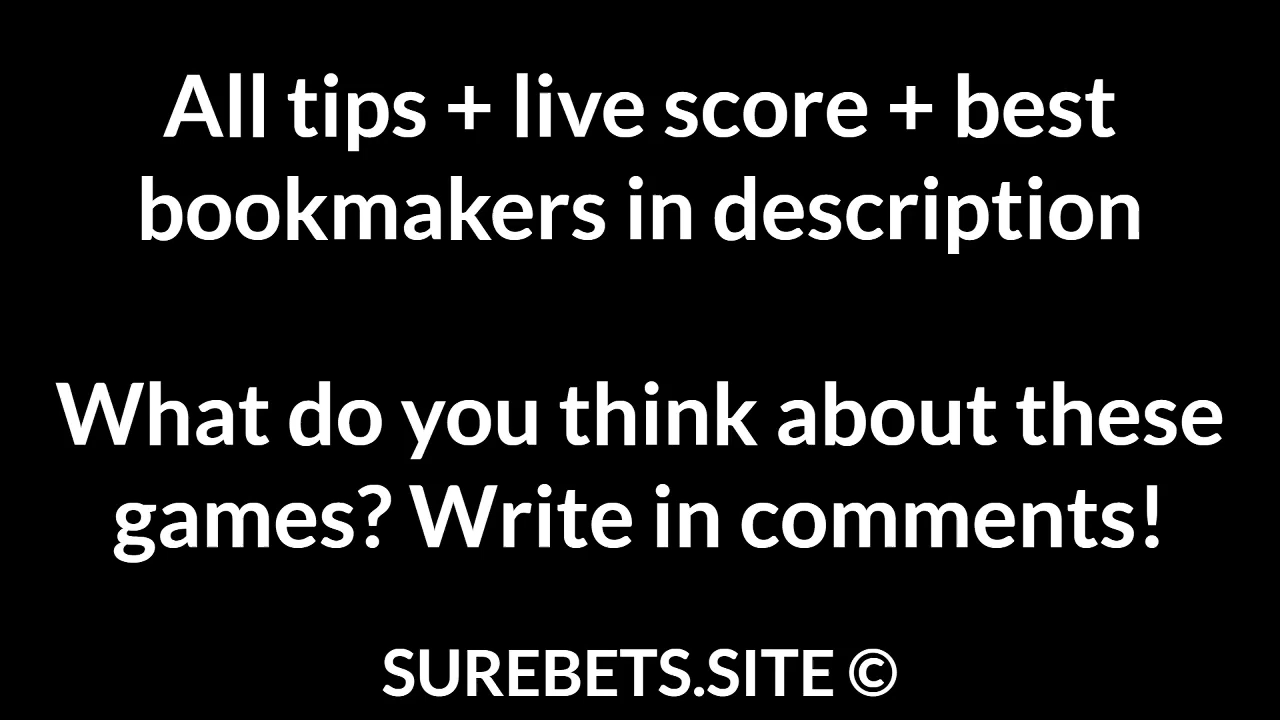 All tips + live score + best
bookmakers in description
What do you think about these
games? Write in comments!
SUREBETS.SITE ©